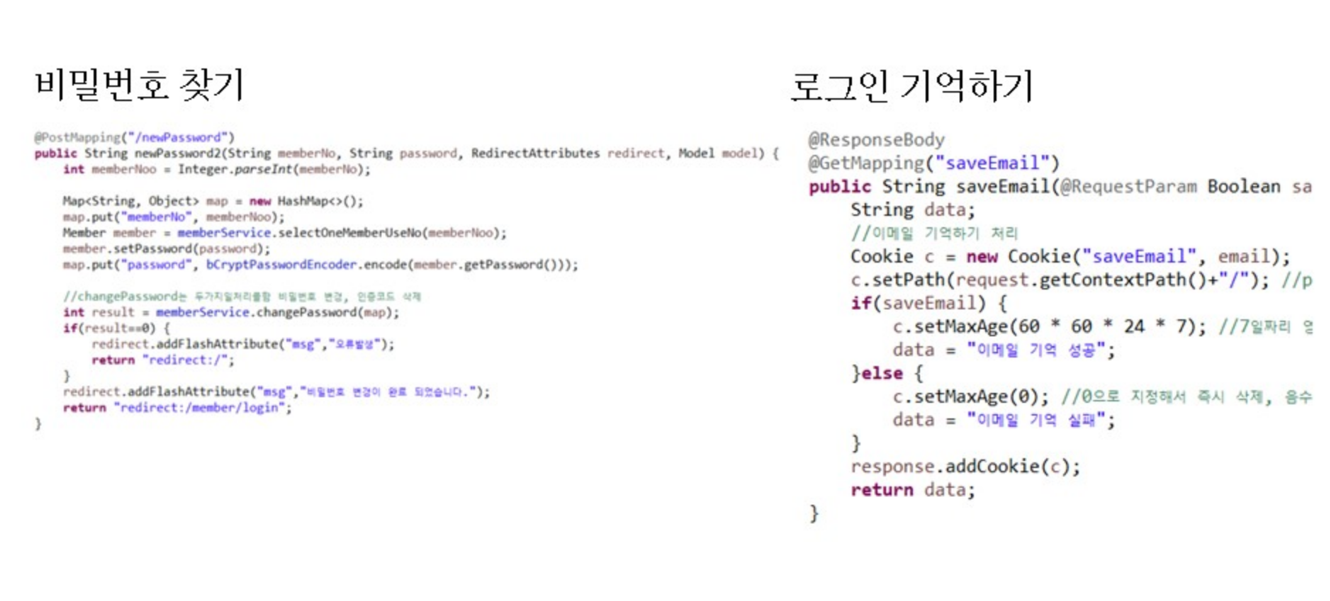 비밀번호 찾기
@PostMapping("/newPassword")
public String newPassword2(String memberNo, String password, RedirectAttributes redirect, Model model) {
int memberNoo = Integer.parseInt(memberNo);
Map<String, Object> map = new HashMap<>();
map.put("memberNo", memberNoo);
Member member = memberService.selectOneMemberUseNo(memberNoo);
member.setPassword(password);
map.put("password", bCryptPasswordEncoder.encode(member.getPassword()));
//changePassword는 두가지일처리를함 비밀번호 변경, 인증코드 삭제
int result = memberService.changePassword(map);
if(result==0) {
redirect.addFlashAttribute("msg","오류발생");
return "redirect:/";
}
redirect.addFlashAttribute("msg","비밀번호 변경이 완료 되었습니다.");
return "redirect:/member/login";
}
로그인 기억하기
@ResponseBody
@GetMapping("saveEmail")
public String saveEmail(@RequestParam Boolean sa
String data;
//이메일 기억하기 처리
Cookie c = new Cookie("saveEmail", email);
c.setPath(request.getContextPath()+"/"); //p
if(saveEmail) {
c.setMaxAge(60 * 60 * 24 * 7); //7일짜리
data = "이메일 기억 성공";
}else {
c.setMaxAge(0); //0으로 지정해서 즉시 삭제, 음수
data = "이메일 기억 실패";
}
response.addCookie(c);
return data;
}